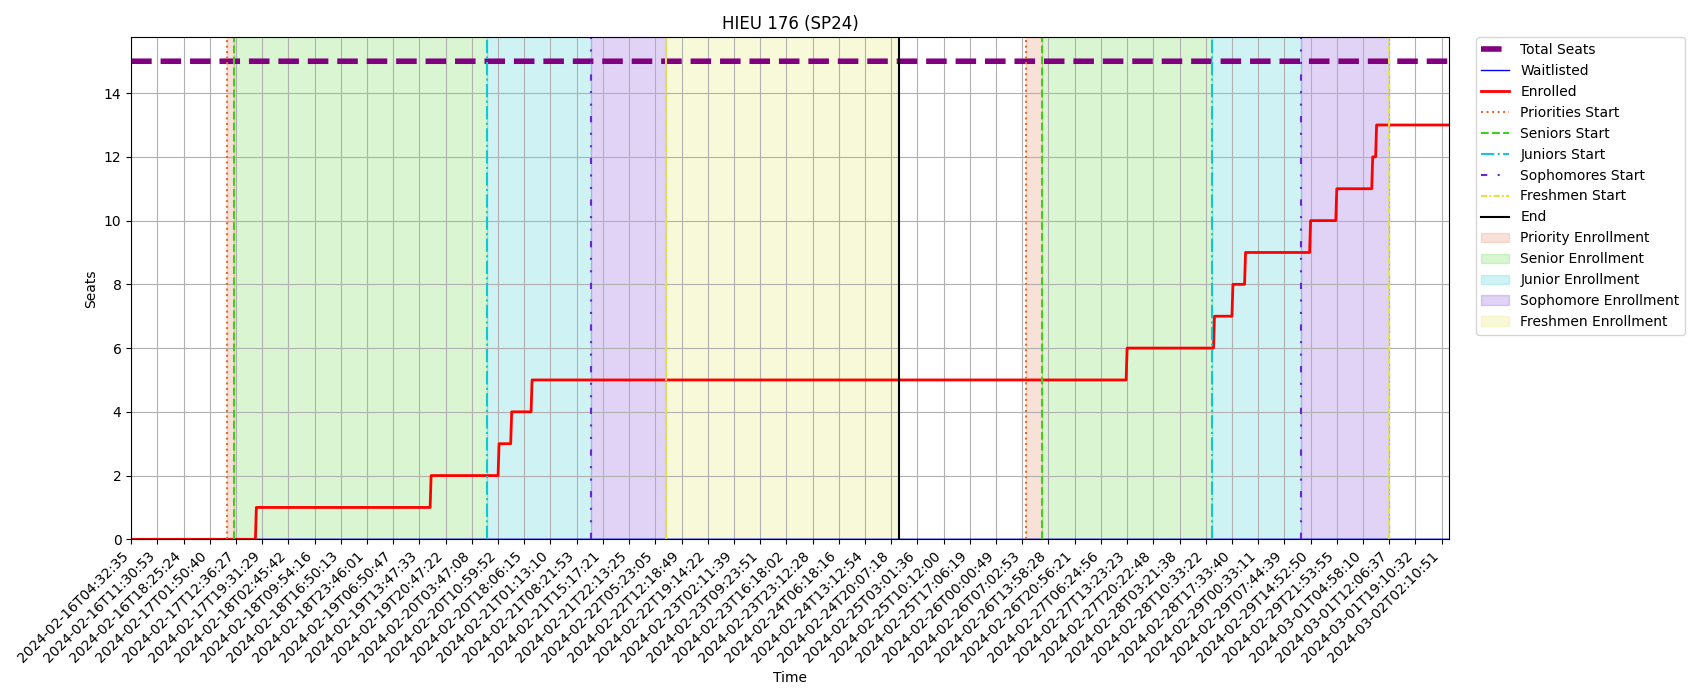 HIEU 176 (SP24)
Seats
14
12
10
8
6
4
2
0
2024-02-16T04:32:35
2024-02-16T11:30:53
2024-02-16T18:25:24
2024-02-17T01:50:40
2024-02-17T12:36:27
2024-02-17T19:31:29
2024-02-18T02:45:42
2024-02-18T09:54:16
2024-02-18T16:50:13
2024-02-18T23:46:01
2024-02-19T06:50:47
2024-02-19T13:47:33
2024-02-19T20:47:22
2024-02-20T03:47:08
2024-02-20T10:59:52
2024-02-20T18:06:15
2024-02-21T01:13:10
2024-02-21T08:21:53
2024-02-21T15:17:21
2024-02-21T22:13:25
2024-02-22T05:23:05
2024-02-22T12:18:49
2024-02-22T19:14:22
2024-02-23T02:11:39
2024-02-23T09:23:51
2024-02-23T16:18:02
2024-02-23T23:12:28
2024-02-24T06:18:16
2024-02-24T13:12:54
2024-02-24T20:07:18
2024-02-25T03:01:36
2024-02-25T10:12:00
2024-02-25T17:06:19
2024-02-26T00:00:49
2024-02-26T07:02:53
2024-02-26T13:58:28
2024-02-26T20:56:21
2024-02-27T06:24:56
2024-02-27T13:23:23
2024-02-27T20:22:48
2024-02-28T03:21:38
2024-02-28T10:33:22
2024-02-28T17:33:40
2024-02-29T00:33:11
2024-02-29T07:44:39
2024-02-29T14:52:50
2024-02-29T21:53:55
2024-03-01T04:58:10
2024-03-01T12:06:37
2024-03-01T19:10:32
2024-03-02T02:10:51
Time
Total Seats
Waitlisted
Enrolled
Priorities Start
Seniors Start
Juniors Start
Sophomores Start
Freshmen Start
End
Priority Enrollment
Senior Enrollment
Junior Enrollment
Sophomore Enrollment
Freshmen Enrollment